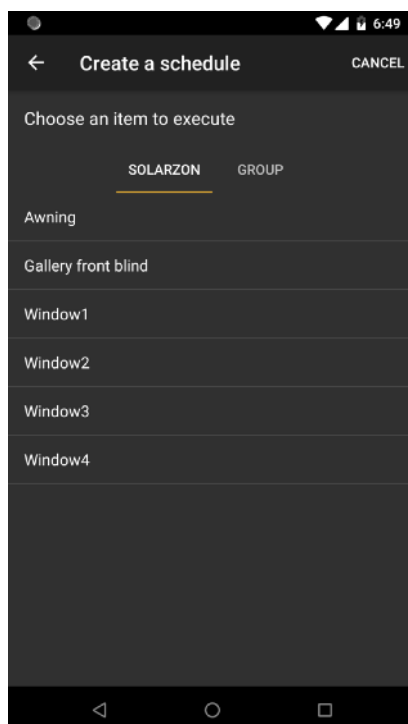 6:49
Create a schedule CANCEL
Choose an item to execute
SOLARZON GROUP
Awning
Gallery front blind
Window1
Window2
Window3
Window4